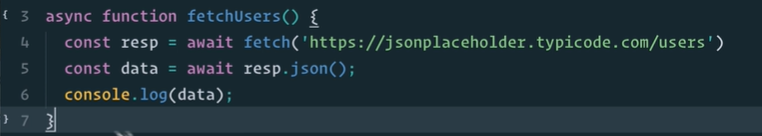 { 3 async function fetchUsers() {
4 const resp = await fetch('https://jsonplaceholder.typicode.com/users')
5 const data = await resp.json();
6 console.log(data);
} 7 }